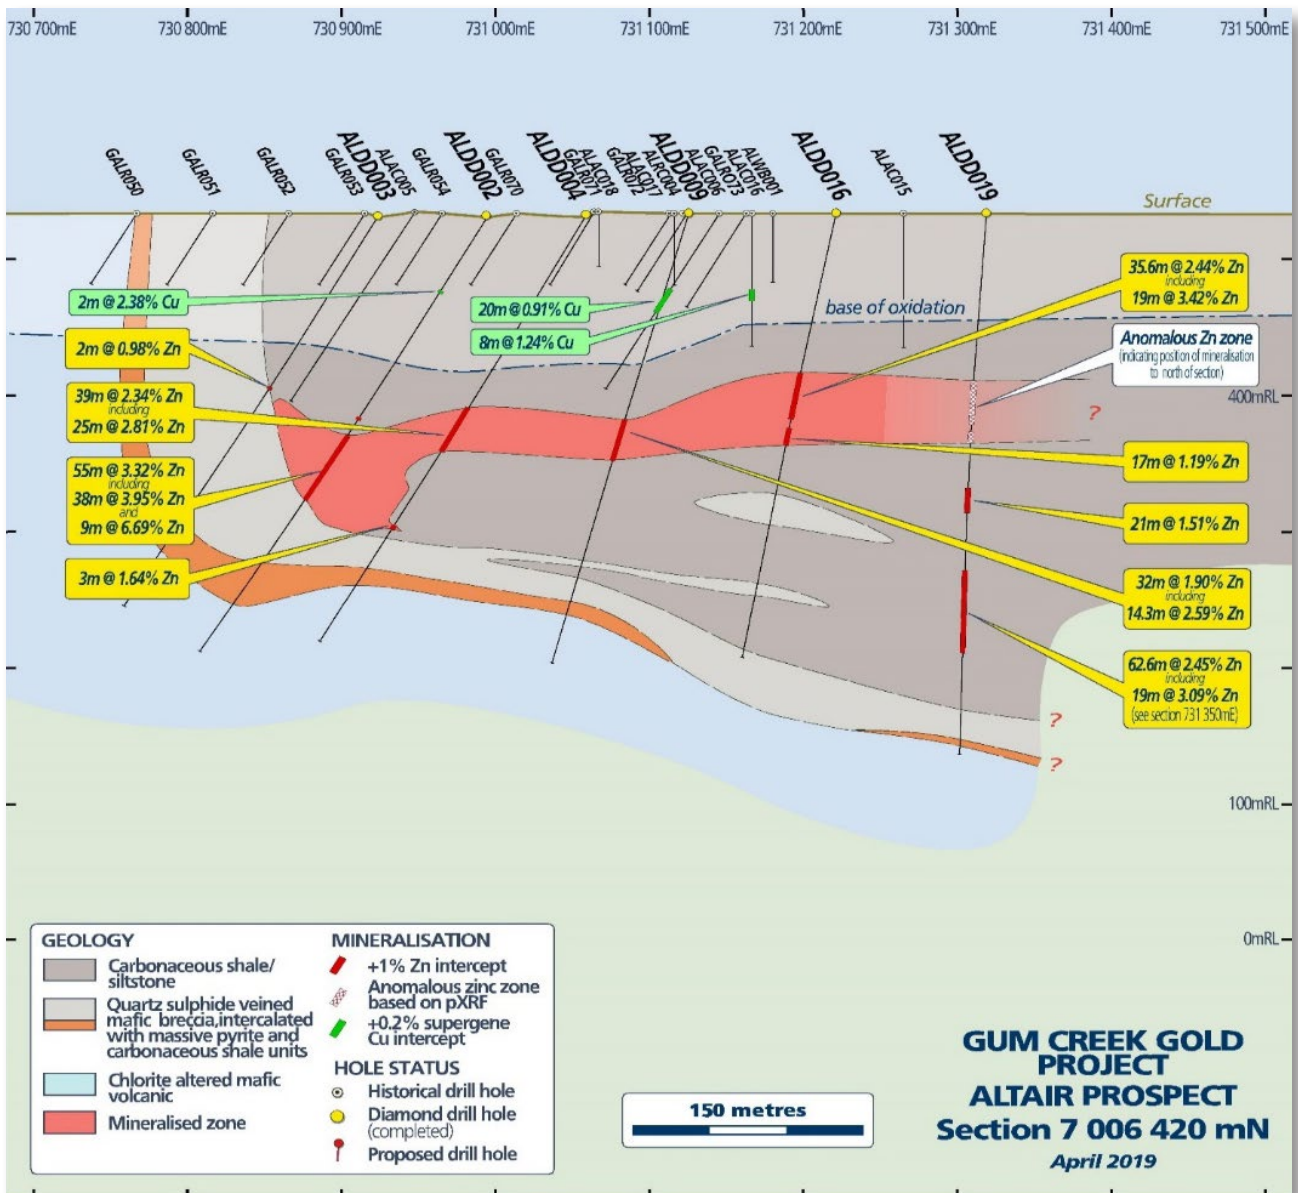 730 700mE
730 800mE
730 900mE
731 000mE
731 100mE
731 200mE
731 300mE
731 400mE
731 500mE
GALR050
GALR051
GALR052
GALR053
ALDD003
ALAC005
GALR054
ALDD002
GALR070
ALDD004
GALR071
ALAC018
GALR072
ALAC017
ALRC004
ALDD009
ALAC006
GALRO73
ALAC016
ALWB001
ALDD016
ALAC015
ALDD019
Surface
2m @ 2.38% Cu
20m @ 0.91% Cu
8m @ 1.24% Cu
base of oxidation
35.6m @ 2.44% Zn
including
19m @ 3.42% Zn
Anomalous Zn zone
(indicating position of mineralisation
to north of section)
2m @ 0.98% Zn
39m @ 2.34% Zn
including
25m @ 2.81% Zn
400mRL
?
55m @ 3.32% Zn
including
38m @ 3.95% Zn
and
9m @ 6.69% Zn
17m @ 1.19% Zn
21m @ 1.51% Zn
3m @ 1.64% Zn
32m @ 1.90% Zn
including
14.3m @ 2.59% Zn
62.6m @ 2.45% Zn
including
19m @ 3.09% Zn
(see section 731 350mE)
?
?
100mRL
0mRL
GEOLOGY
Carbonaceous shale/
siltstone
Quartz sulphide veined
mafic breccia,intercalated
with massive pyrite and
carbonaceous shale units
Chlorite altered mafic
volcanic
Mineralised zone
MINERALISATION
+1% Zn intercept
Anomalous zinc zone
based on pXRF
+0.2% supergene
Cu intercept
HOLE STATUS
Historical drill hole
Diamond drill hole
(completed)
Proposed drill hole
150 metres
GUM CREEK GOLD
PROJECT
ALTAIR PROSPECT
Section 7 006 420 mN
April 2019